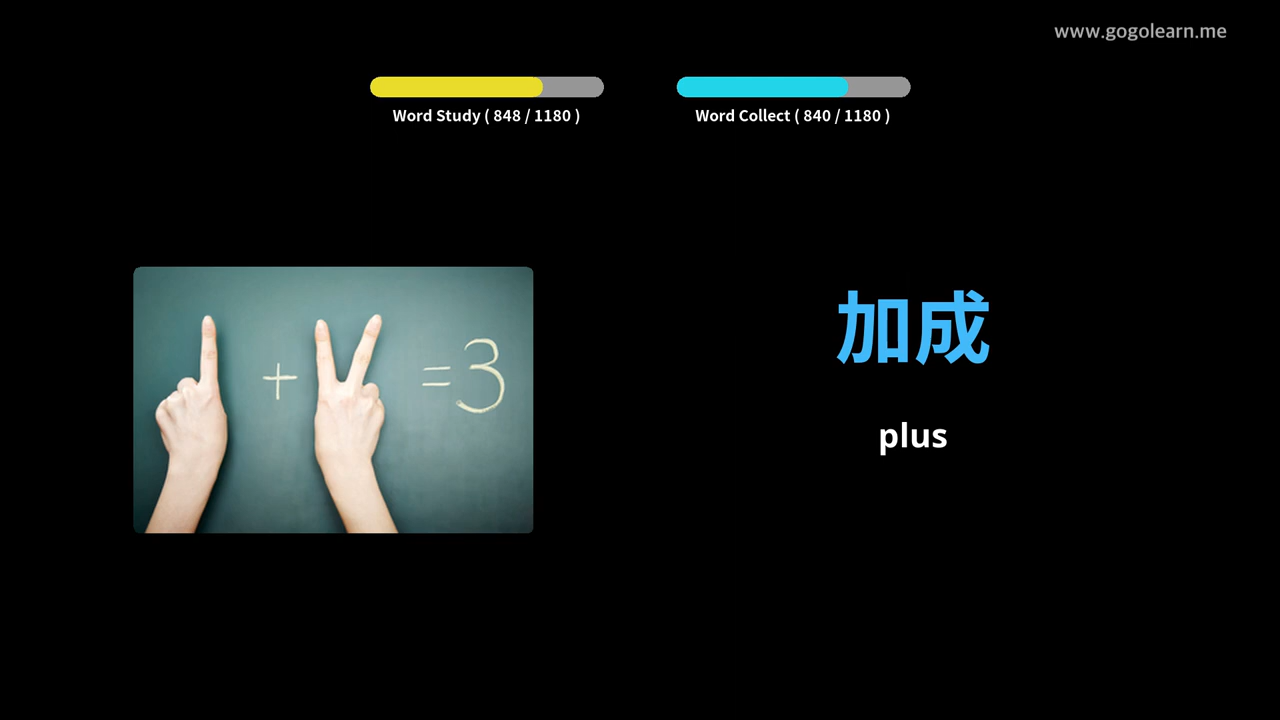 www.gogolearn.me
Word Study ( 848 / 1180 )
Word Collect ( 840 / 1180 )
+ = 3
加成
plus